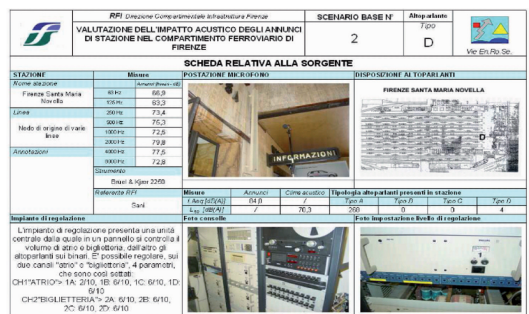 RFI Direzione Compartimentale Infrastruttura Firenze
VALUTAZIONE DELL'IMPATTO ACUSTICO DEGLI ANNUNCI
DI STAZIONE NEL COMPARTIMENTO FERROVIARIO DI
FIRENZE
SCENARIO BASE N°
2
Altoparlante
Tipo
D
Vie.En.Ro.Se.
SCHEDA RELATIVA ALLA SORGENTE
STAZIONE
Misure
POSTAZIONE MICROFONO
DISPOSIZIONE ALTOPARLANTI
Nome stazione
Firenze Santa Maria
Novella
Linea
Nodo di origine di varie
linee
Annotazioni
63 Hz 66,9
125 Hz 63,3
250 Hz 73,4
500 Hz 75,3
1000 Hz 72,5
2000 Hz 79,8
4000 Hz 77,5
8000 Hz 72,8
Strumento
Bruel & Kjaer 2260
Referente RFI
Sani
INFORMAZIONI
FIRENZE SANTA MARIA NOVELLA
D
Misure Annunci Clima acustico Tipologia altoparlanti presenti in stazione
LAeq [dB(A)] 84,0 / Tipo A Tipo B Tipo C Tipo D
L90 [dB(A)] / 70,3 268 0 0 4
Impianto di regolazione
Foto consolle
Foto impostazione livello di regolazione
L'impianto di regolazione presenta una unità
centrale dalla quale in un pannello si controlla il
volume di atrio e biglietteria, dall'altro gli
altoparlanti sui binari. E' possibile regolare, sui
due canali "atrio" e "biglietteria", 4 parametri,
che sono così settati:
CH1"ATRIO"> 1A: 2/10, 1B: 6/10, 1C: 6/10, 1D:
6/10
CH2"BIGLIETTERIA"> 2A: 6/10, 2B: 6/10,
2C: 6/10, 2D: 6/10